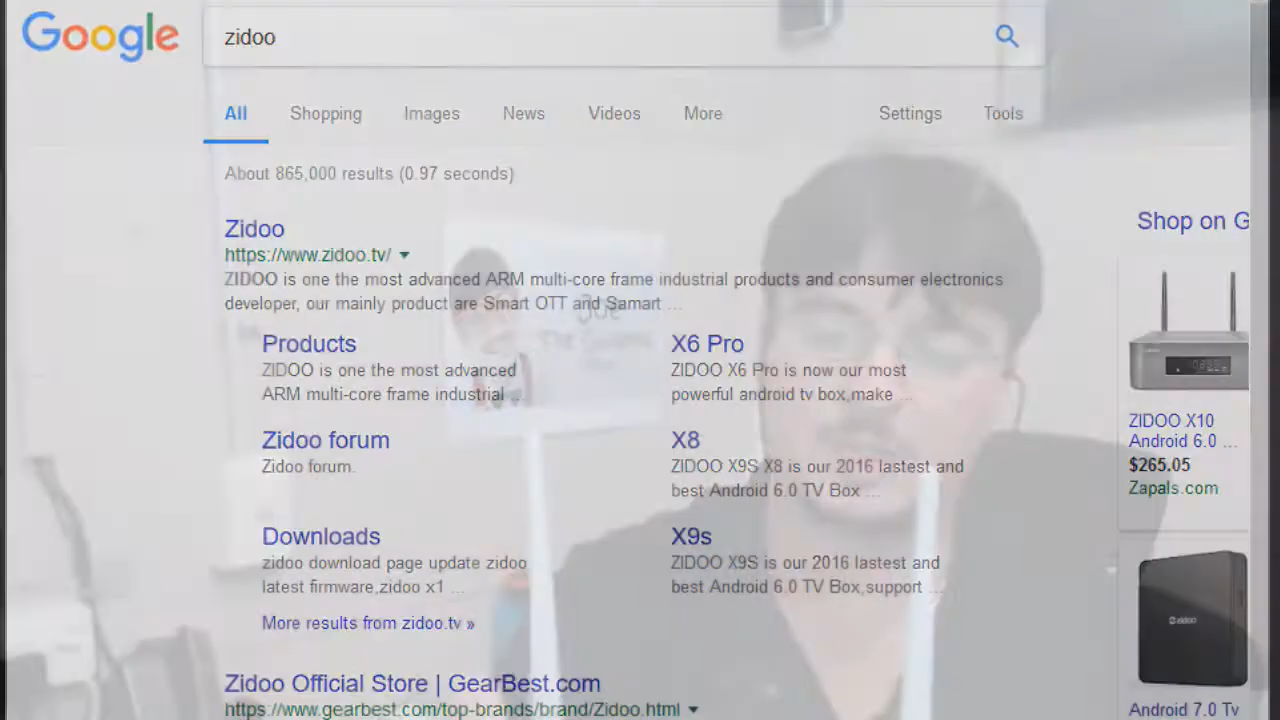 Google
zidoo
All Shopping Images News Videos More Settings Tools
About 865,000 results (0.97 seconds)
Zidoo
https://www.zidoo.tv/
ZIDOO is one the most advanced ARM multi-core frame industrial products and consumer electronics
developer, our mainly product are Smart OTT and Samart ...
Products
ZIDOO is one the most advanced
ARM multi-core frame industrial ...
Zidoo forum
Zidoo forum.
Downloads
zidoo download page update zidoo
latest firmware,zidoo x1 ...
More results from zidoo.tv »
X6 Pro
ZIDOO X6 Pro is now our most
powerful android tv box,make ...
X8
ZIDOO X9S X8 is our 2016 lastest and
best Android 6.0 TV Box ...
X9s
ZIDOO X9S is our 2016 lastest and
best Android 6.0 TV Box,support ...
Zidoo Official Store | GearBest.com
https://www.gearbest.com/top-brands/brand/Zidoo.html
Shop on G
ZIDOO X10
Android 6.0 ...
$265.05
Zapals.com
zidoo
Android 7.0 Tv